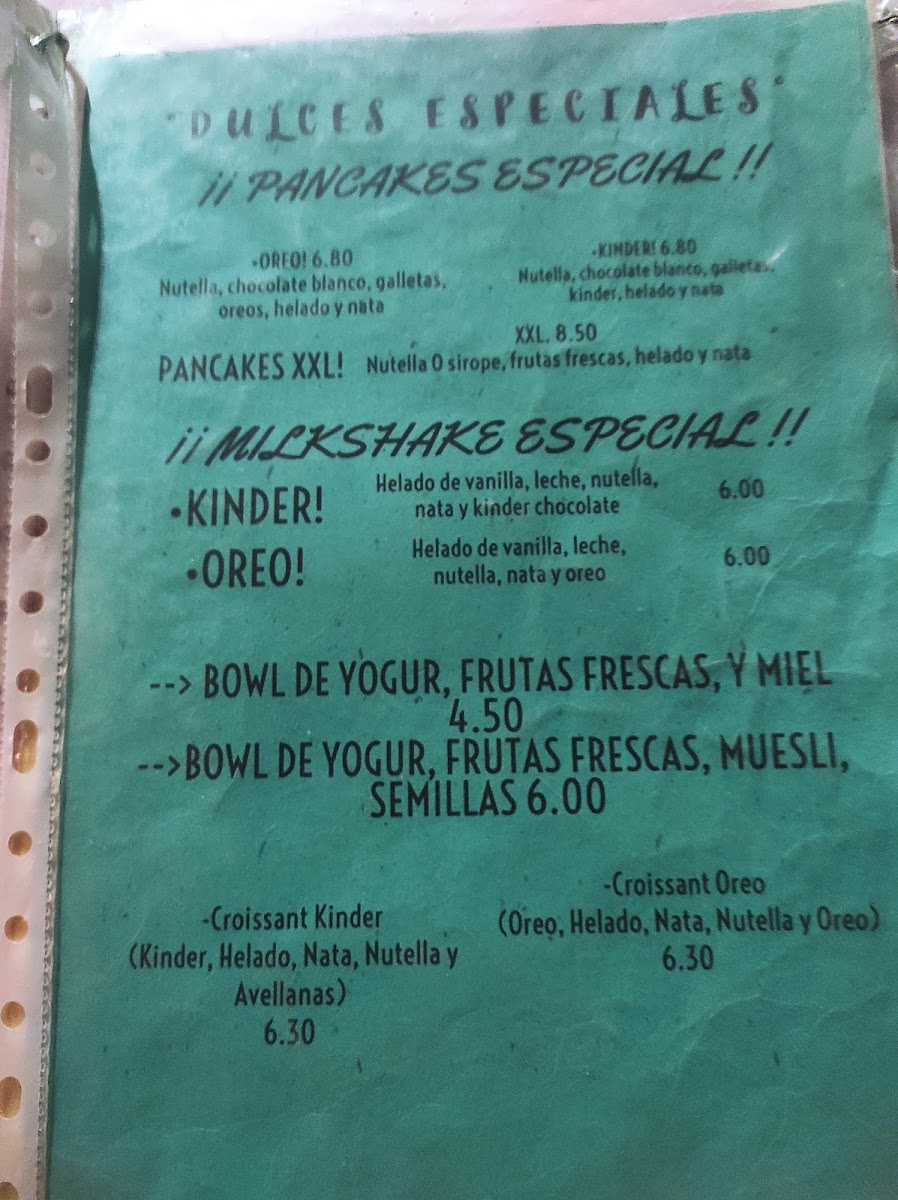 "DULCES ESPECIALES"
¡¡ PANCAKES ESPECIAL !!
•OREO! 6.80
Nutella, chocolate blanco, galletas,
oreos, helado y nata
•KINDER! 6.80
Nutella, chocolate blanco, galletas,
kinder, helado y nata
XXL. 8.50
PANCAKES XXL! Nutella O sirope, frutas frescas, helado y nata
¡¡ MILKSHAKE ESPECIAL !!
•KINDER! Helado de vanilla, leche, nutella, 6.00
nata y kinder chocolate
•OREO! Helado de vanilla, leche, 6.00
nutella, nata y oreo
--> BOWL DE YOGUR, FRUTAS FRESCAS, Y MIEL
4.50
-->BOWL DE YOGUR, FRUTAS FRESCAS, MUESLI,
SEMILLAS 6.00
-Croissant Kinder
(Kinder, Helado, Nata, Nutella y
Avellanas)
6.30
-Croissant Oreo
(Oreo, Helado, Nata, Nutella y Oreo)
6.30